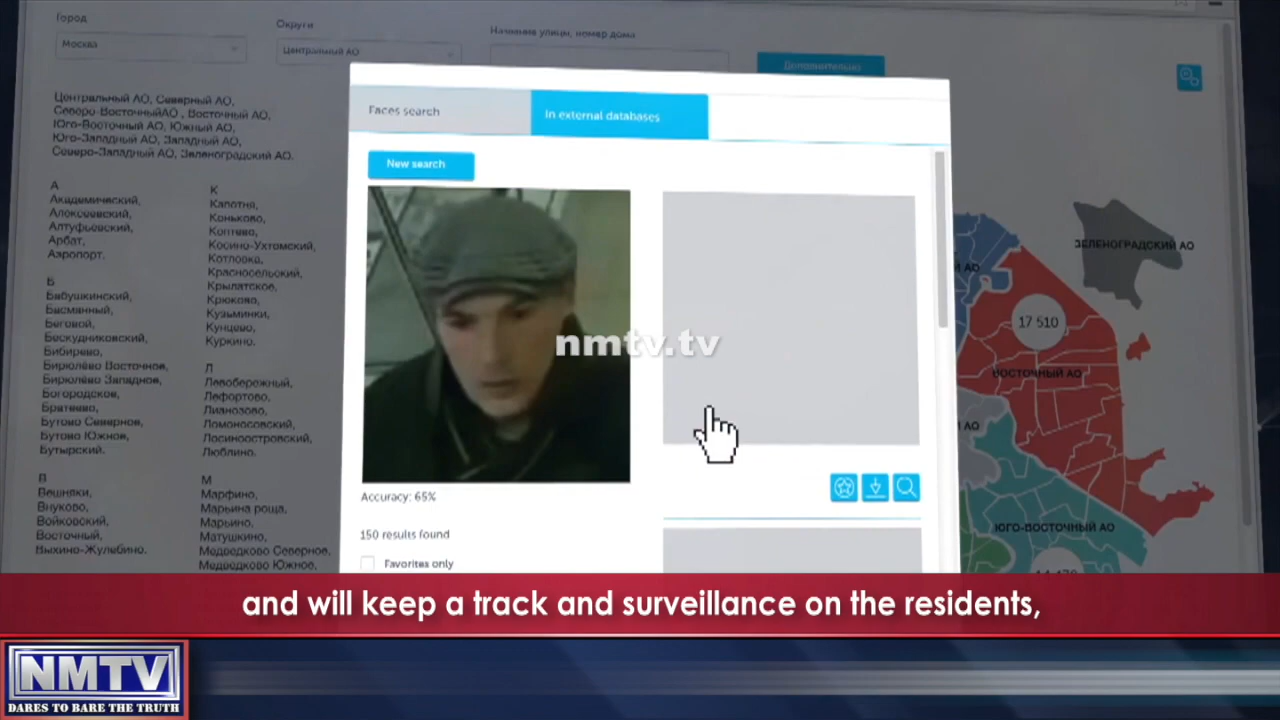 Город
Москва
Округи
Центральный АО
Название улицы, номер дома
Дополнительно
Центральный АО, Северный АО,
Северо-ВосточныйАО , Восточный АО,
Юго-Восточный АО, Южный АО,
Юго-Западный АО, Западный АО,
Северо-Западный АО, Зеленоградский АО.
А
Академический,
Алексеевский,
Алтуфьевский,
Арбат,
Аэропорт.
Б
Бабушкинский,
Басманный,
Беговой,
Бескудниковский,
Бибирево,
Бирюлёво Восточное,
Бирюлёво Западное,
Богородское,
Братеево,
Бутово Северное,
Бутово Южное,
Бутырский.
В
Вешняки,
Внуково,
Войковский,
Восточный,
Выхино-Жулебино.
К
Капотня,
Коньково,
Коптево,
Косино-Ухтомский,
Котловка,
Красносельский,
Крылатское,
Крюково,
Кузьминки,
Кунцево,
Куркино.
Л
Левобережный,
Лефортово,
Лианозово,
Ломоносовский,
Лосиноостровский,
Люблино.
М
Марфино,
Марьина роща,
Марьино,
Матушкино,
Медведково Северное,
Медведково Южное,
Faces search
In external databases
New search
nmtv.tv
Accuracy: 65%
150 results found
Favorites only
ЗЕЛЕНОГРАДСКИЙ АО
АО
17 510
ВОСТОЧНЫЙ АО
АО
ЮГО-ВОСТОЧНЫЙ АО
and will keep a track and surveillance on the residents,
NMTV
DARES TO BARE THE TRUTH